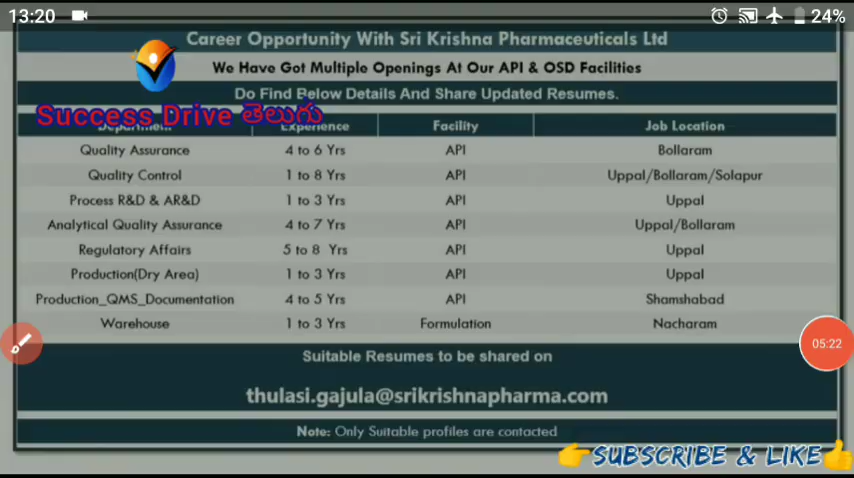 13:20 24%
Career Opportunity With Sri Krishna Pharmaceuticals Ltd
We Have Got Multiple Openings At Our API & OSD Facilities
Do Find Below Details And Share Updated Resumes.
Success Drive తెలుగు
Department Experience Facility Job Location
Quality Assurance 4 to 6 Yrs API Bollaram
Quality Control 1 to 8 Yrs API Uppal/Bollaram/Solapur
Process R&D & AR&D 1 to 3 Yrs API Uppal
Analytical Quality Assurance 4 to 7 Yrs API Uppal/Bollaram
Regulatory Affairs 5 to 8 Yrs API Uppal
Production(Dry Area) 1 to 3 Yrs API Uppal
Production_QMS_Documentation 4 to 5 Yrs API Shamshabad
Warehouse 1 to 3 Yrs Formulation Nacharam
05:22
Suitable Resumes to be shared on
thulasi.gajula@srikrishnapharma.com
Note: Only Suitable profiles are contacted
SUBSCRIBE & LIKE